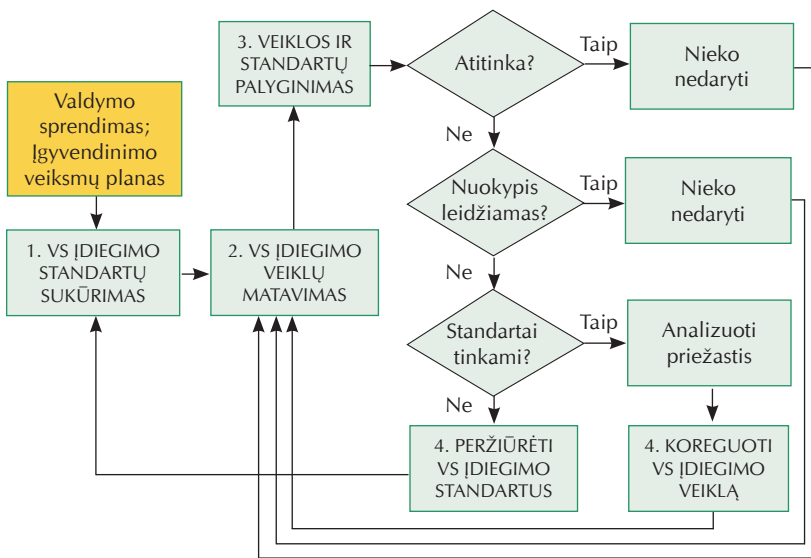 Valdymo
sprendimas;
Įgyvendinimo
veiksmų planas
1. VS ĮDIEGIMO
STANDARTŲ
SUKŪRIMAS
2. VS ĮDIEGIMO
VEIKLŲ
MATAVIMAS
3. VEIKLOS IR
STANDARTŲ
PALYGINIMAS
Atitinka?
Taip
Nieko
nedaryti
Ne
Nuokypis
leidžiamas?
Taip
Nieko
nedaryti
Ne
Standartai
tinkami?
Taip
Analizuoti
priežastis
Ne
4. PERŽIŪRĖTI
VS ĮDIEGIMO
STANDARTUS
4. KOREGUOTI
VS ĮDIEGIMO
VEIKLĄ